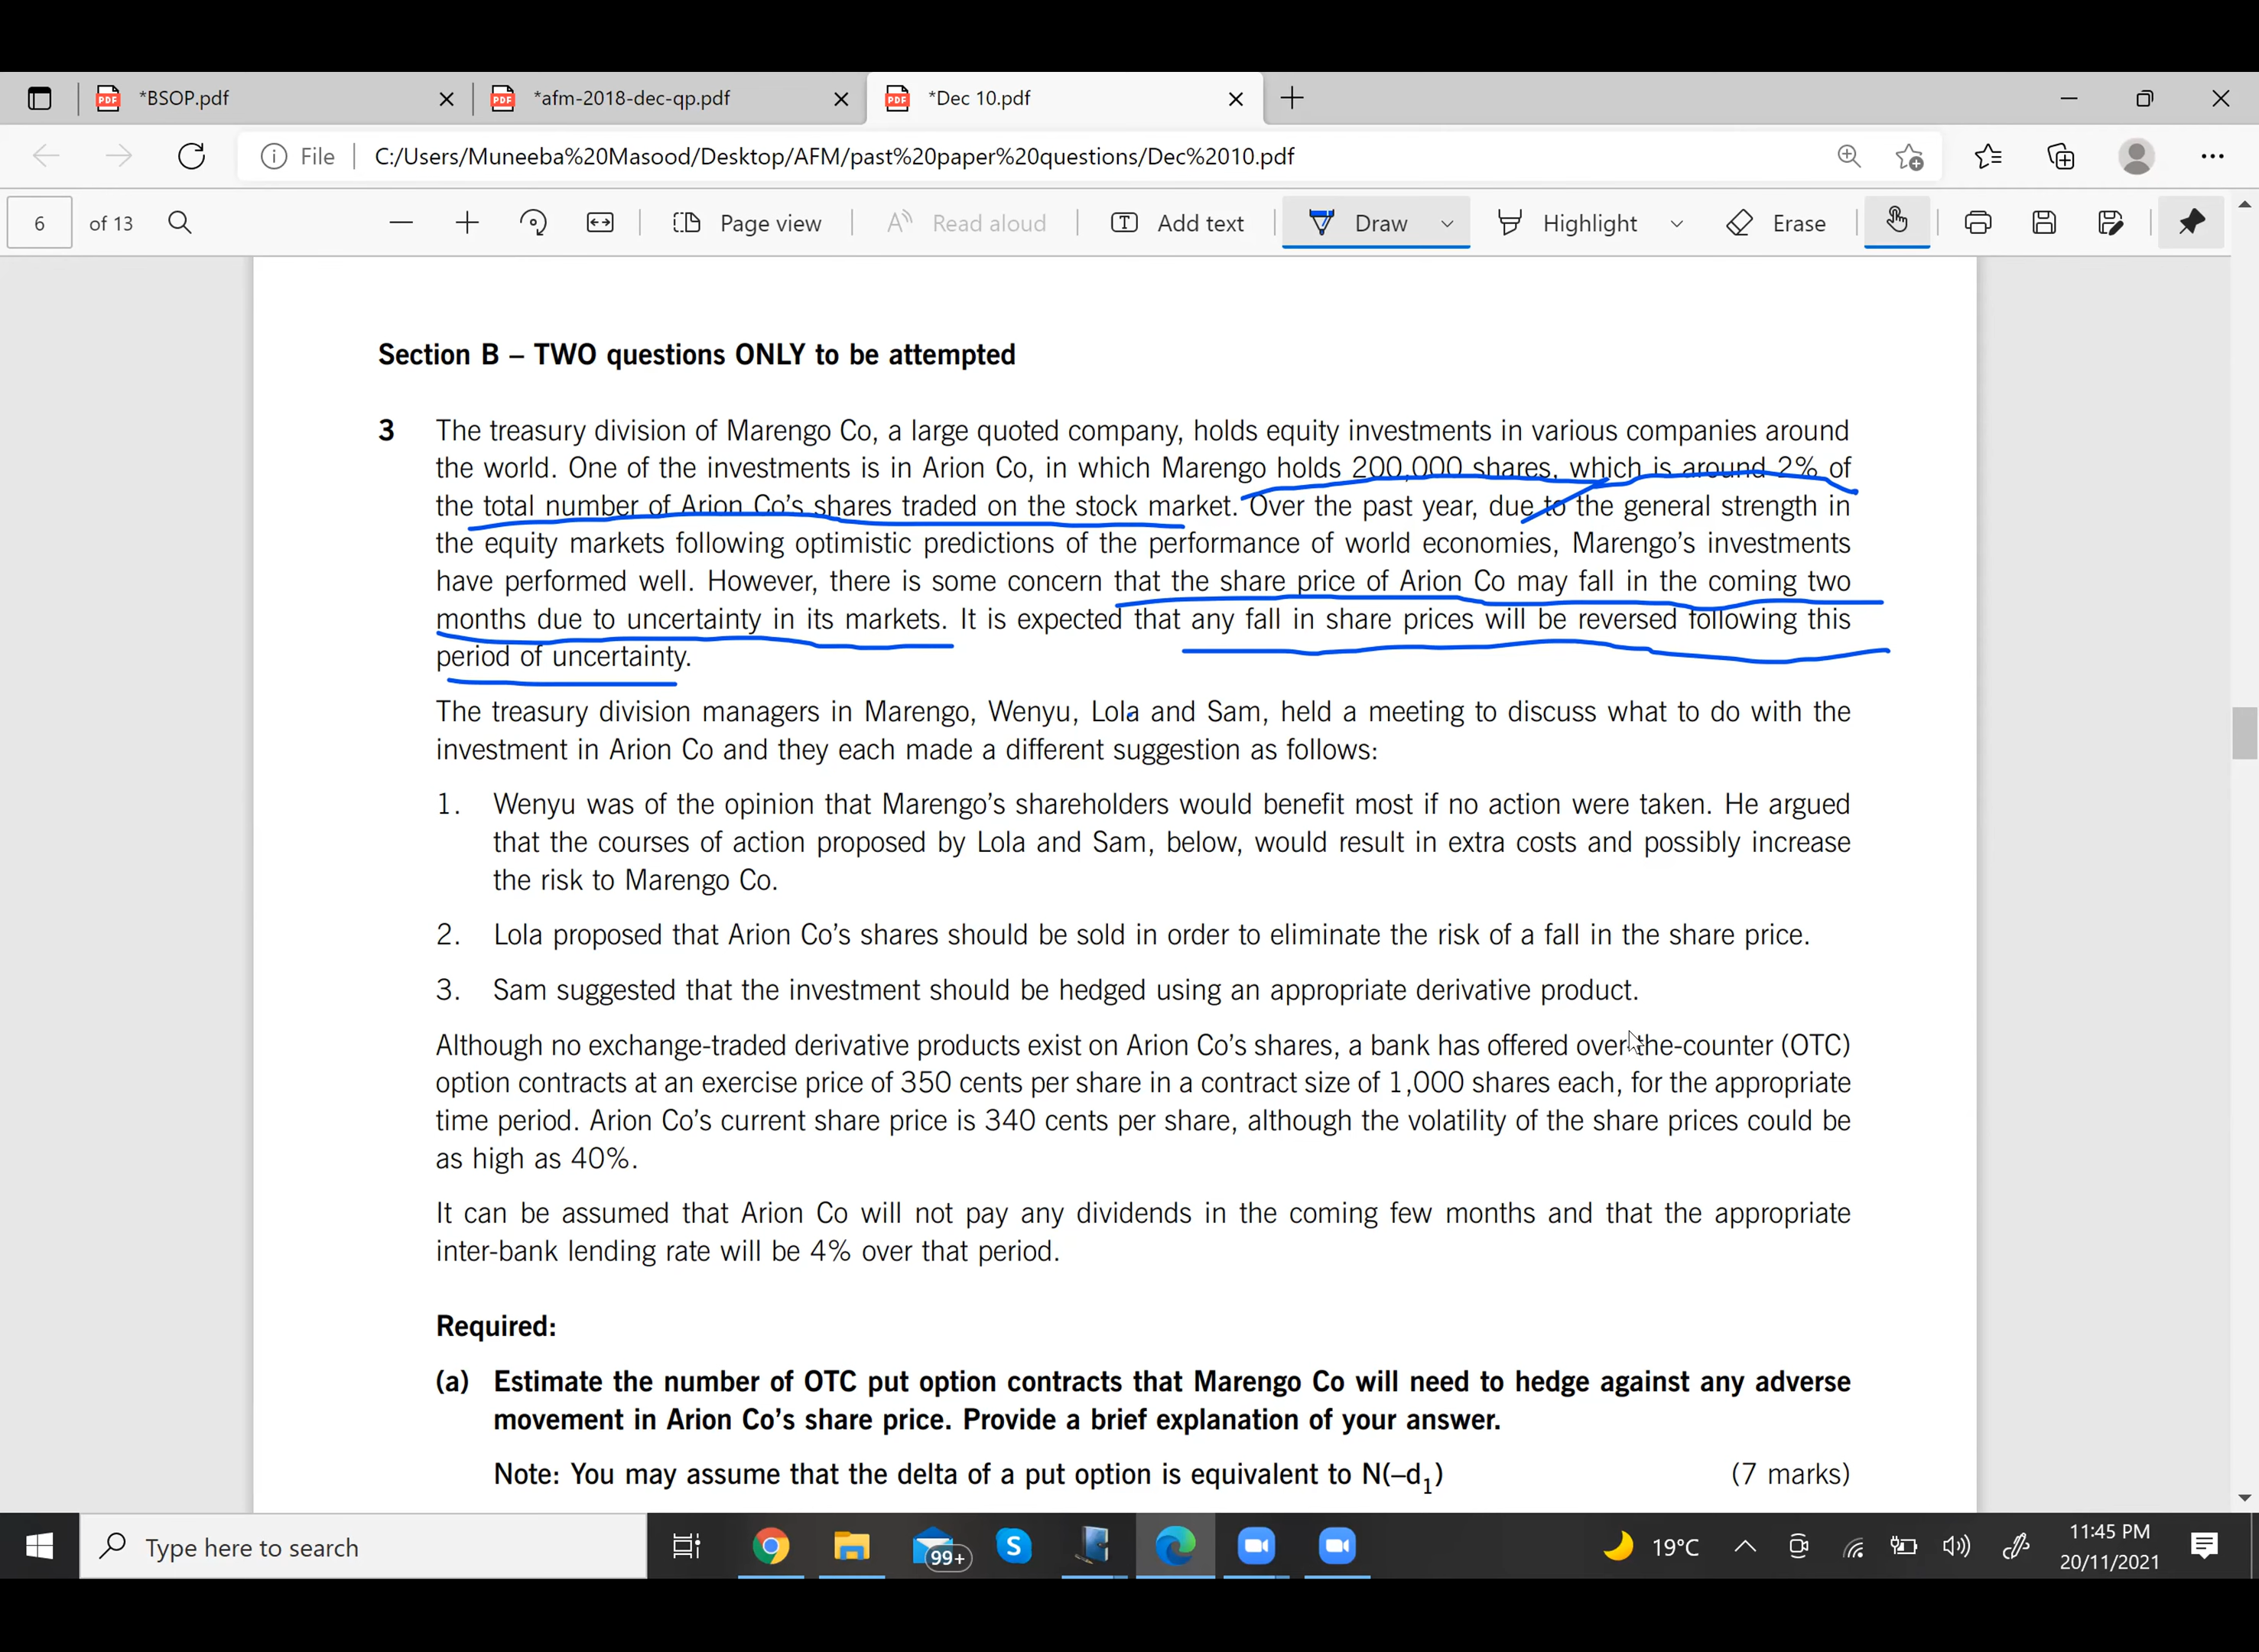 *BSOP.pdf
*afm-2018-dec-qp.pdf
*Dec 10.pdf
File
C:/Users/Muneeba%20Masood/Desktop/AFM/past%20paper%20questions/Dec%2010.pdf
6 of 13
Page view
Read aloud
Add text
Draw
Highlight
Erase
Section B – TWO questions ONLY to be attempted
3 The treasury division of Marengo Co, a large quoted company, holds equity investments in various companies around
the world. One of the investments is in Arion Co, in which Marengo holds 200,000 shares, which is around 2% of
the total number of Arion Co's shares traded on the stock market. Over the past year, due to the general strength in
the equity markets following optimistic predictions of the performance of world economies, Marengo's investments
have performed well. However, there is some concern that the share price of Arion Co may fall in the coming two
months due to uncertainty in its markets. It is expected that any fall in share prices will be reversed following this
period of uncertainty.
The treasury division managers in Marengo, Wenyu, Lola and Sam, held a meeting to discuss what to do with the
investment in Arion Co and they each made a different suggestion as follows:
1. Wenyu was of the opinion that Marengo's shareholders would benefit most if no action were taken. He argued
that the courses of action proposed by Lola and Sam, below, would result in extra costs and possibly increase
the risk to Marengo Co.
2. Lola proposed that Arion Co's shares should be sold in order to eliminate the risk of a fall in the share price.
3. Sam suggested that the investment should be hedged using an appropriate derivative product.
Although no exchange-traded derivative products exist on Arion Co's shares, a bank has offered over-the-counter (OTC)
option contracts at an exercise price of 350 cents per share in a contract size of 1,000 shares each, for the appropriate
time period. Arion Co's current share price is 340 cents per share, although the volatility of the share prices could be
as high as 40%.
It can be assumed that Arion Co will not pay any dividends in the coming few months and that the appropriate
inter-bank lending rate will be 4% over that period.
Required:
(a) Estimate the number of OTC put option contracts that Marengo Co will need to hedge against any adverse
movement in Arion Co's share price. Provide a brief explanation of your answer.
Note: You may assume that the delta of a put option is equivalent to N(–d1) (7 marks)
Type here to search
99+
19°C
11:45 PM
20/11/2021